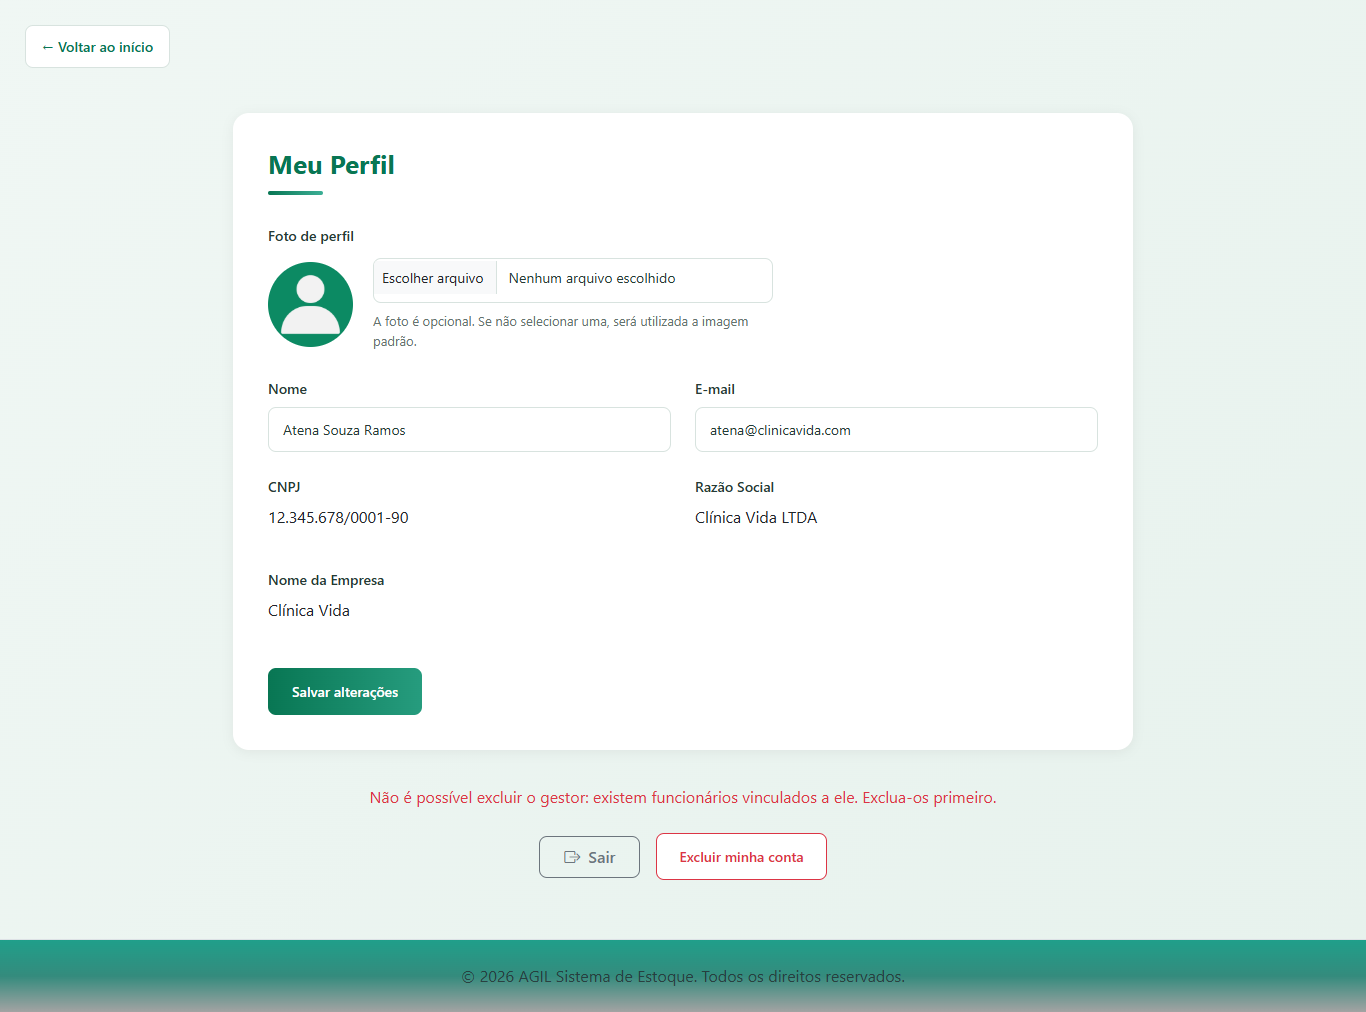 ← Voltar ao início
Meu Perfil
Foto de perfil
Escolher arquivo Nenhum arquivo escolhido
A foto é opcional. Se não selecionar uma, será utilizada a imagem
padrão.
Nome
Atena Souza Ramos
E-mail
atena@clinicavida.com
CNPJ
12.345.678/0001-90
Razão Social
Clínica Vida LTDA
Nome da Empresa
Clínica Vida
Salvar alterações
Não é possível excluir o gestor: existem funcionários vinculados a ele. Exclua-os primeiro.
Sair
Excluir minha conta
© 2026 AGIL Sistema de Estoque. Todos os direitos reservados.